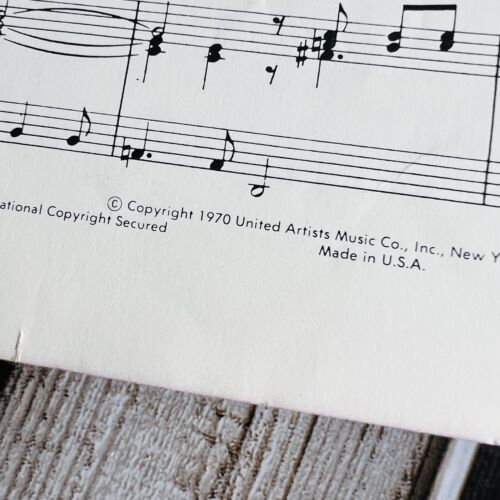 © Copyright 1970 United Artists Music Co., Inc., New Y
ational Copyright Secured
Made in U.S.A.